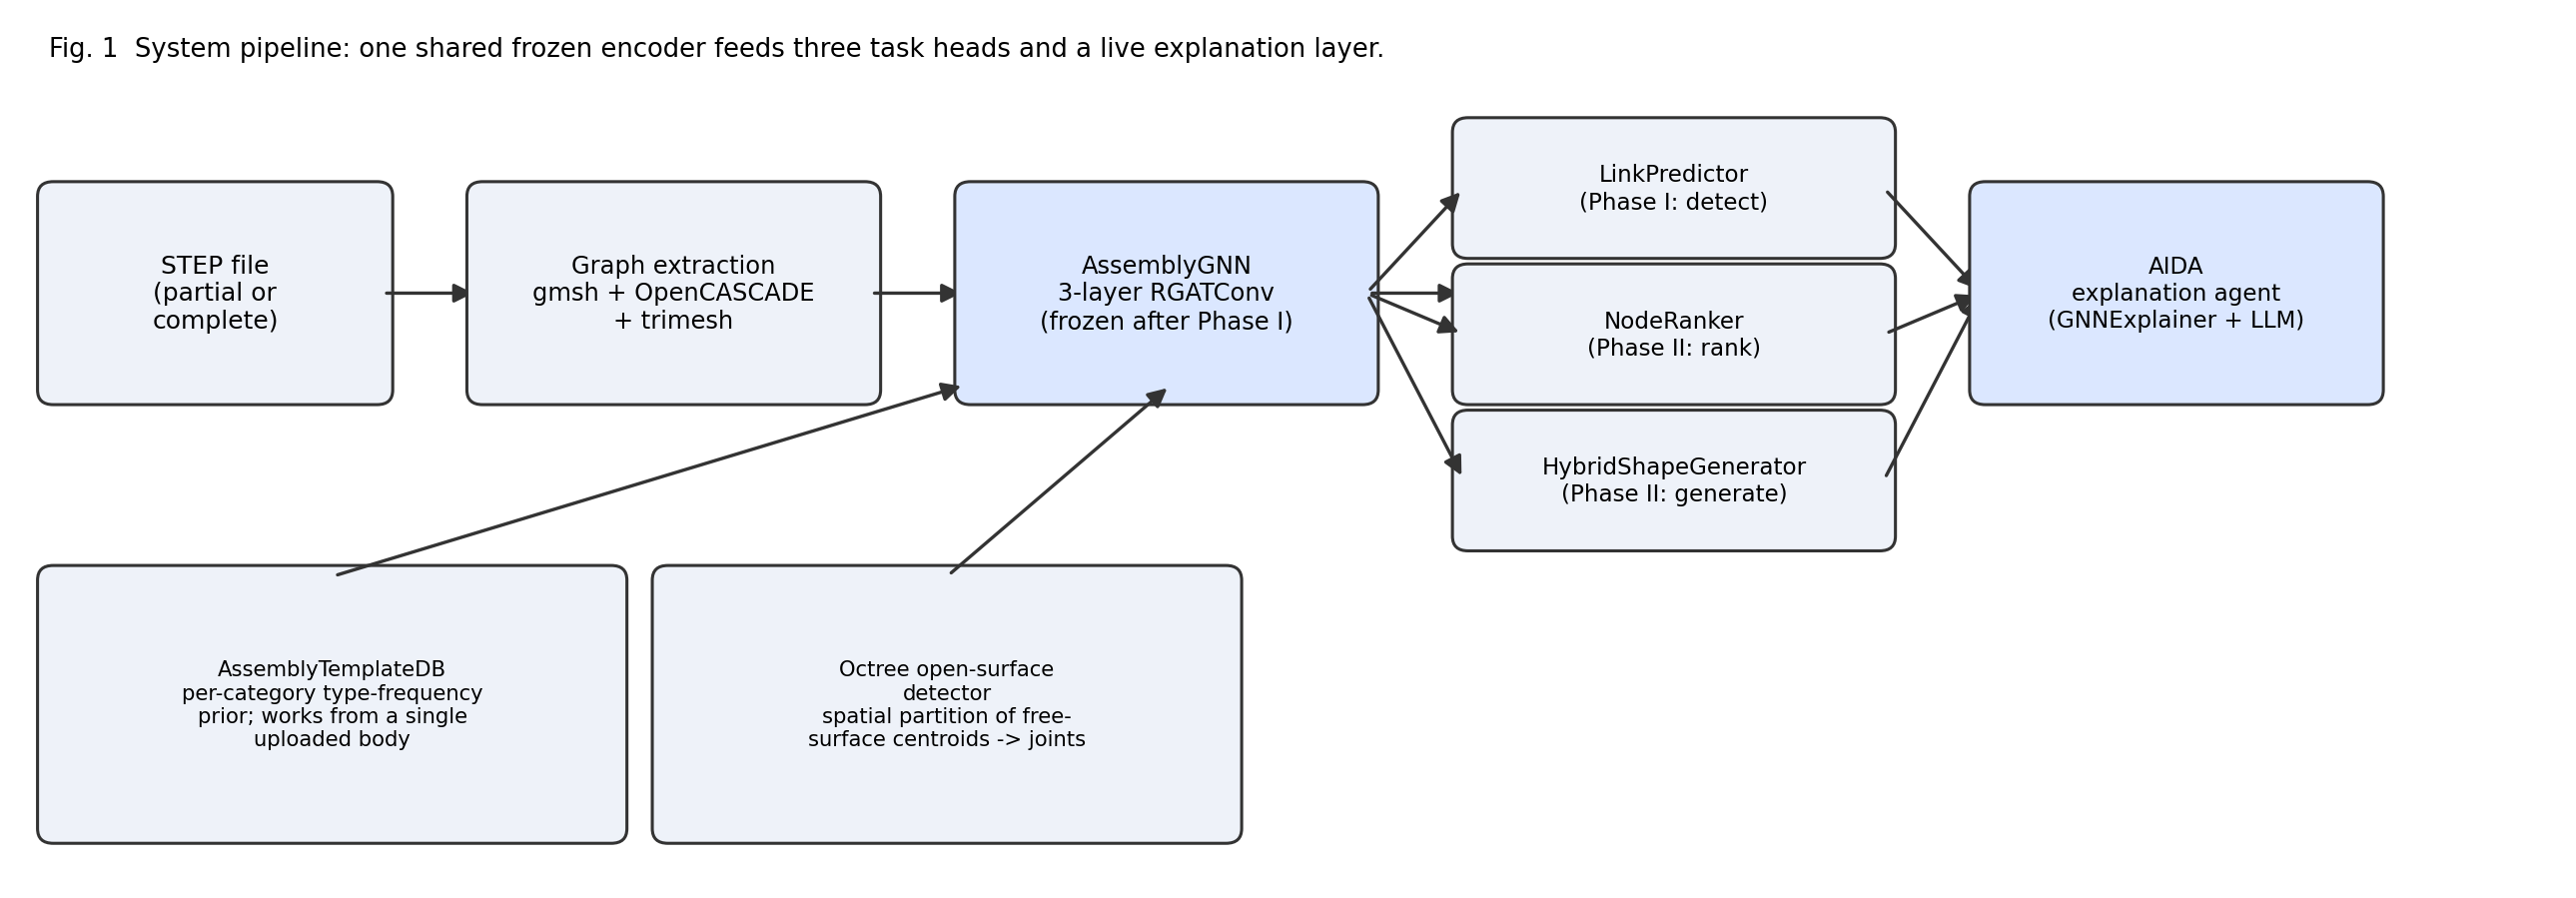 Fig. 1  System pipeline: one shared frozen encoder feeds three task heads and a live explanation layer.
STEP file
(partial or
complete)
Graph extraction
gmsh + OpenCASCADE
+ trimesh
AssemblyGNN
3-layer RGATConv
(frozen after Phase I)
LinkPredictor
(Phase I: detect)
NodeRanker
(Phase II: rank)
HybridShapeGenerator
(Phase II: generate)
AIDA
explanation agent
(GNNExplainer + LLM)
AssemblyTemplateDB
per-category type-frequency
prior; works from a single
uploaded body
Octree open-surface
detector
spatial partition of free-
surface centroids -> joints